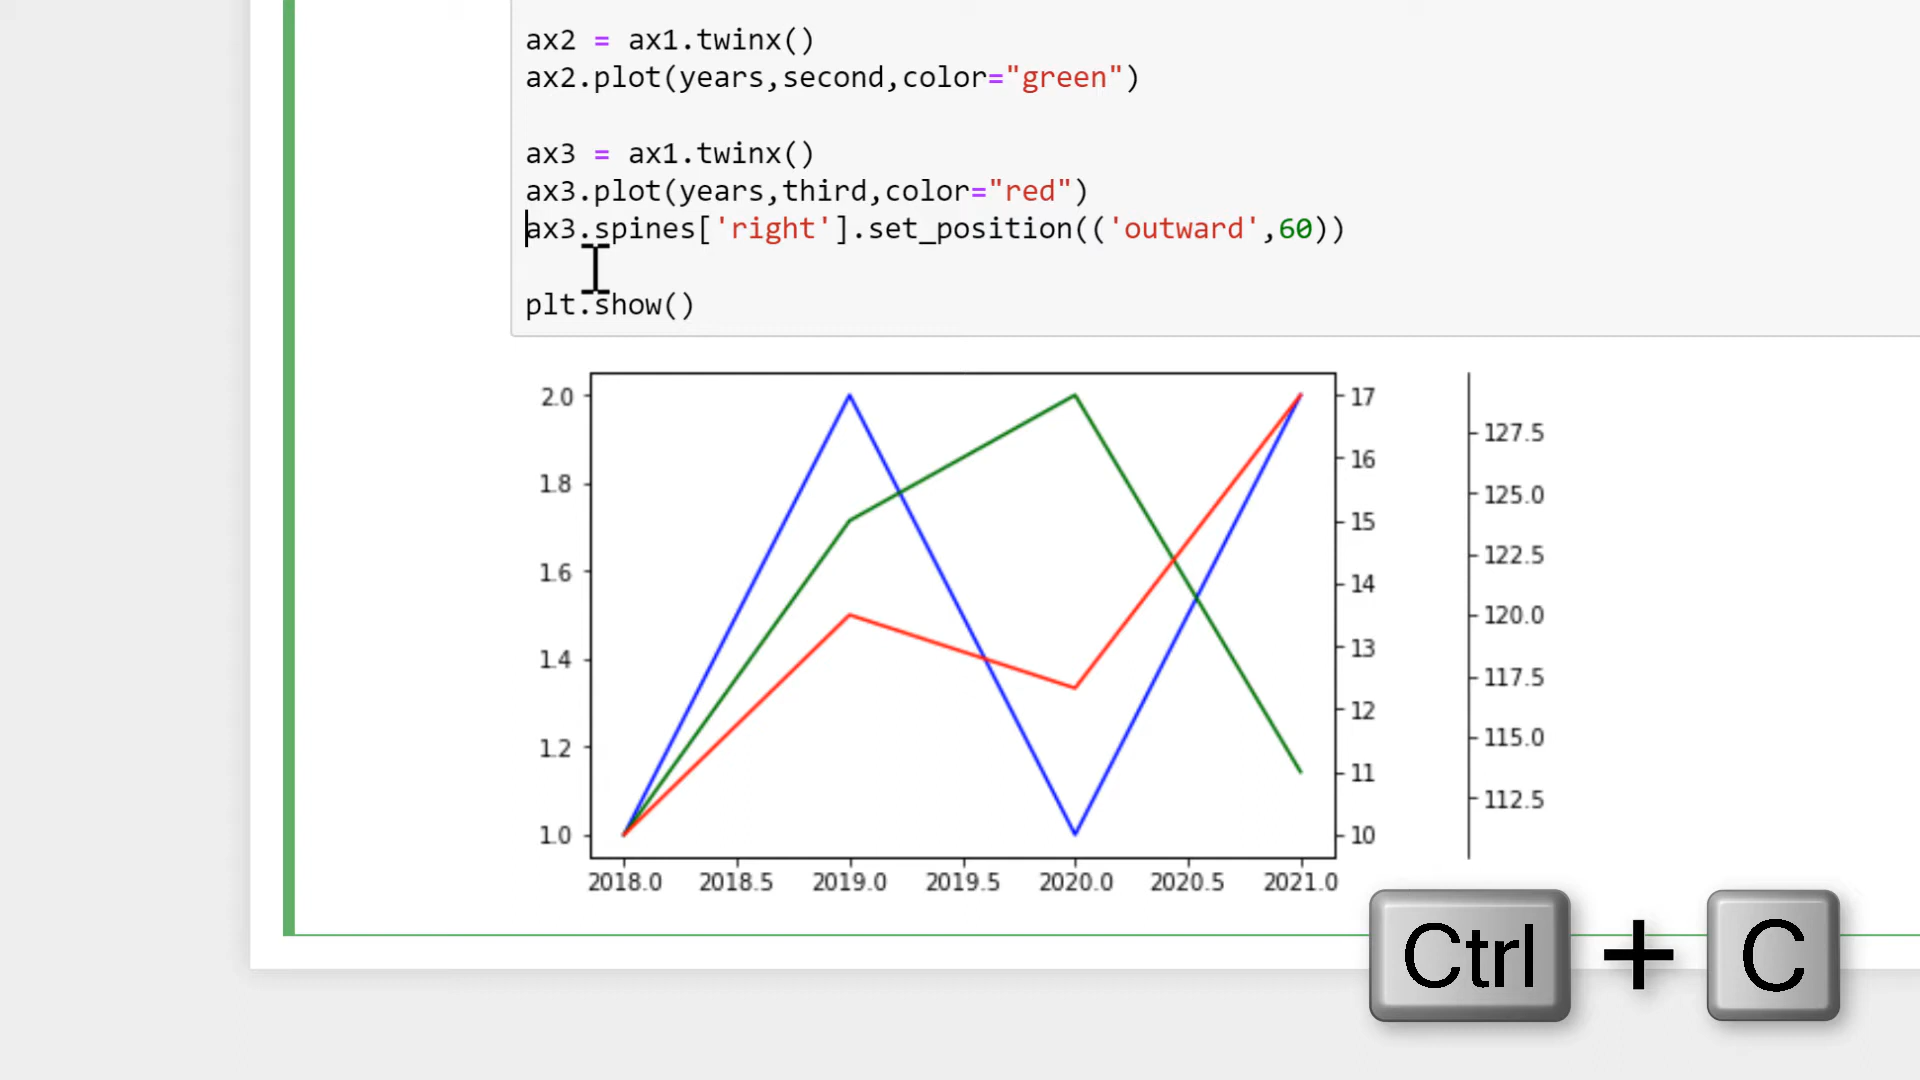 ax2 = ax1.twinx()
ax2.plot(years,second,color="green")
ax3 = ax1.twinx()
ax3.plot(years,third,color="red")
ax3.spines['right'].set_position(('outward',60))
plt.show()
2.0
1.8
1.6
1.4
1.2
1.0
17
16
15
14
13
12
11
10
127.5
125.0
122.5
120.0
117.5
115.0
112.5
2018.0 2018.5 2019.0 2019.5 2020.0 2020.5 2021.0
Ctrl + C